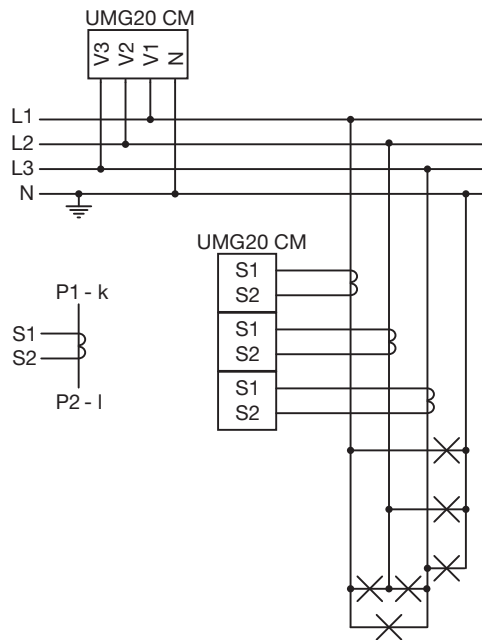 UMG20 CM
V3 V2 V1 N
L1
L2
L3
N
UMG20 CM
S1
S2
S1
S2
S1
S2
P1 - k
S1
S2
P2 - l